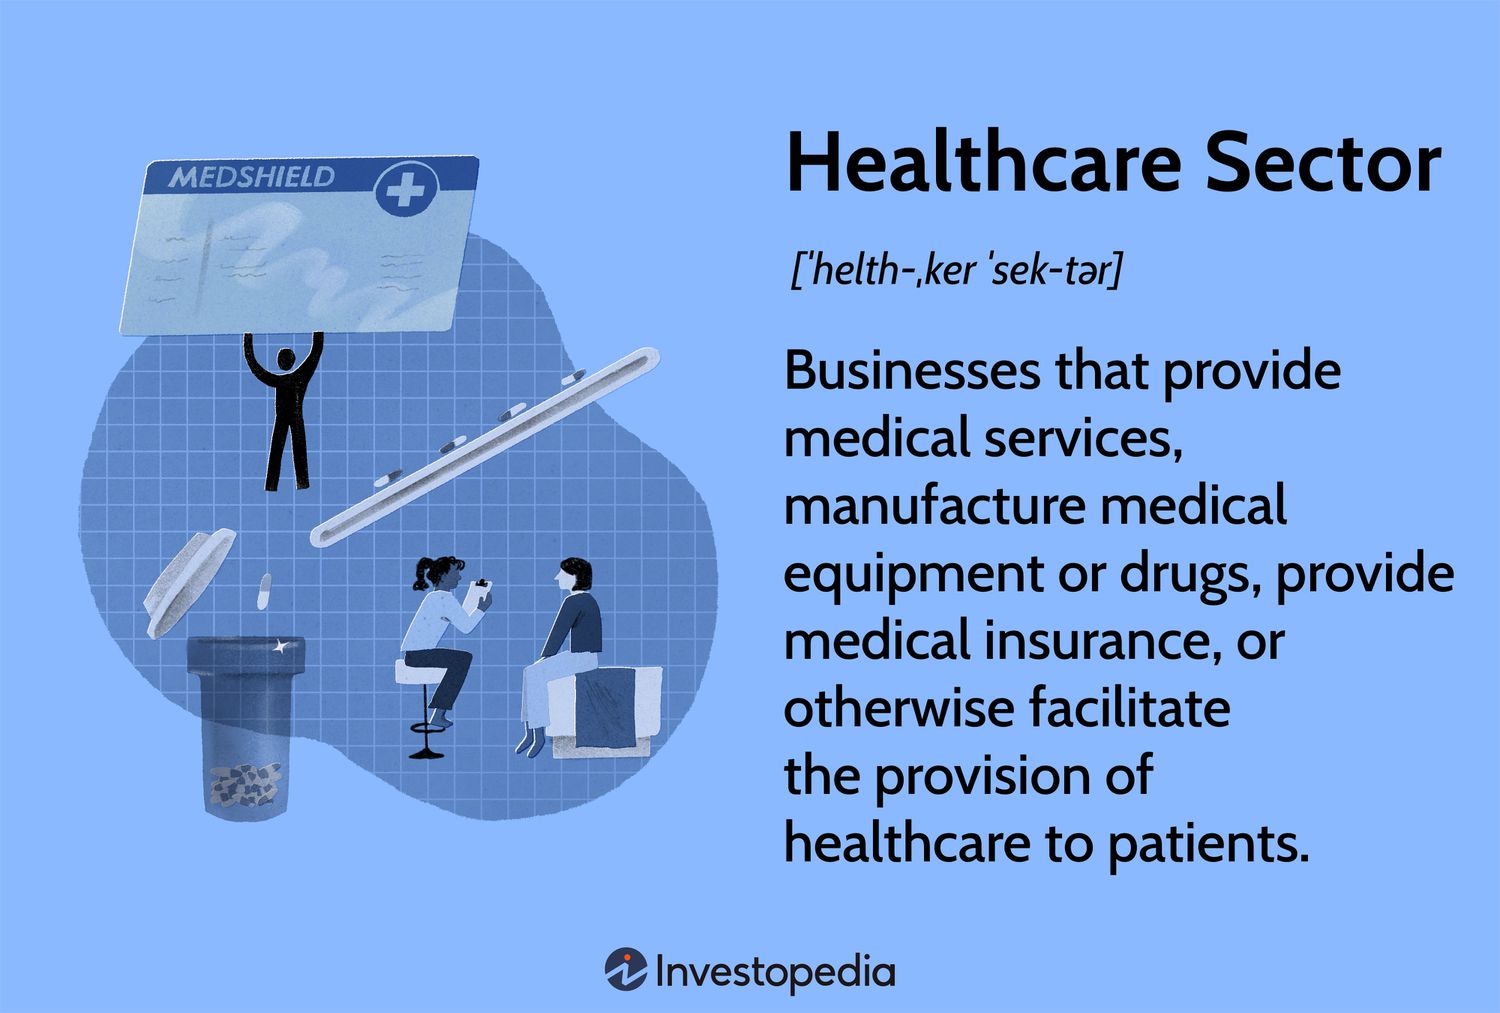 MEDSHIELD
Healthcare Sector
[ˈhelth-ˌker ˈsek-tər]
Businesses that provide
medical services,
manufacture medical
equipment or drugs, provide
medical insurance, or
otherwise facilitate
the provision of
healthcare to patients.
Investopedia